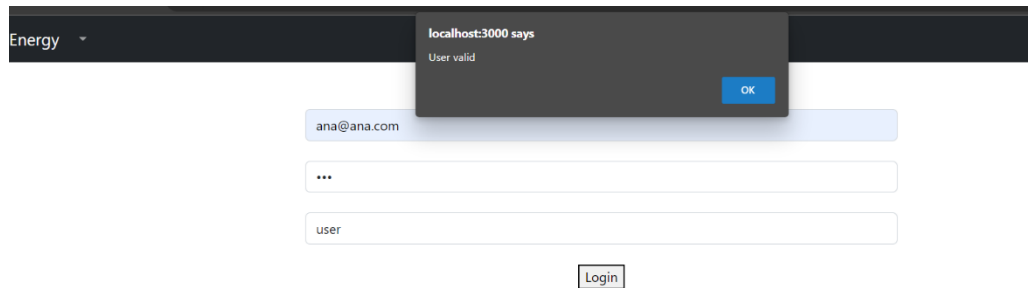 localhost:3000 says
Energy
User valid
OK
ana@ana.com
•••
user
Login